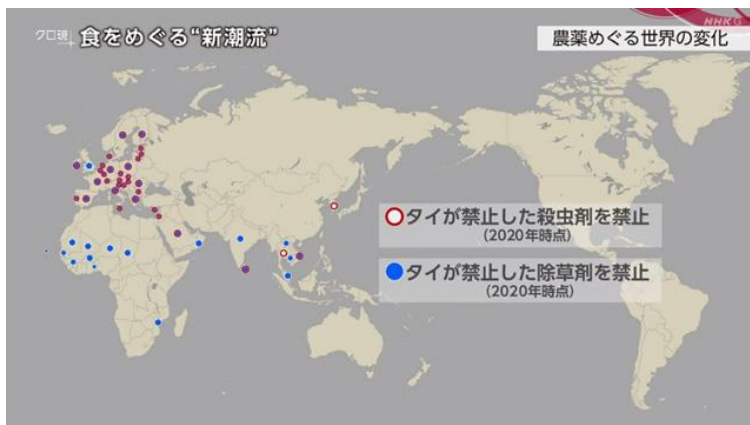 NHK G
クロ現
食をめぐる“新潮流”
農薬めぐる世界の変化
タイが禁止した殺虫剤を禁止
(2020年時点)
タイが禁止した除草剤を禁止
(2020年時点)